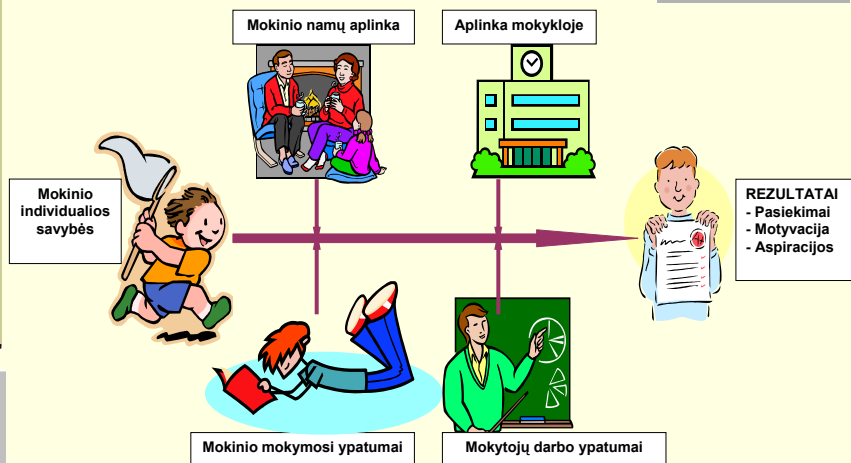 Mokinio namų aplinka
Aplinka mokykloje
Mokinio
individualios
savybės
REZULTATAI
- Pasiekimai
- Motyvacija
- Aspiracijos
Mokinio mokymosi ypatumai
Mokytojų darbo ypatumai